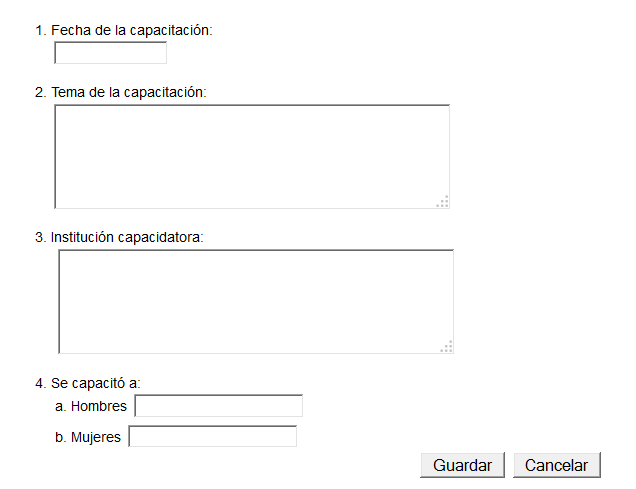 1. Fecha de la capacitación:
2. Tema de la capacitación:
3. Institución capacidatora:
4. Se capacitó a:
a. Hombres
b. Mujeres
Guardar Cancelar